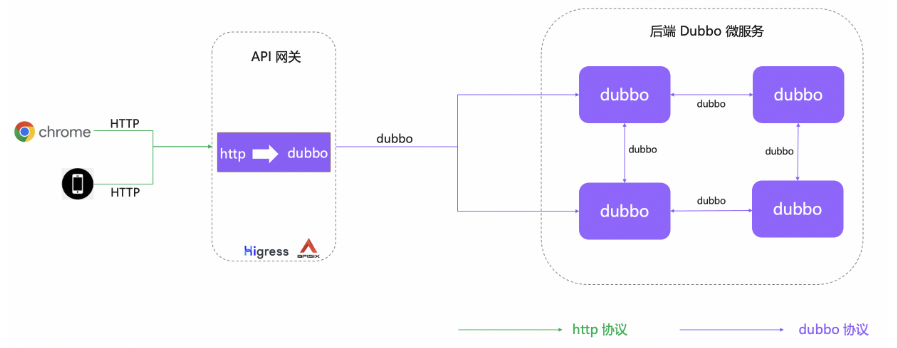 后端 Dubbo 微服务
API 网关
dubbo
dubbo
dubbo
chrome
HTTP
http
dubbo
dubbo
dubbo
dubbo
HTTP
dubbo
dubbo
dubbo
Higress
APISIX
http 协议
dubbo 协议